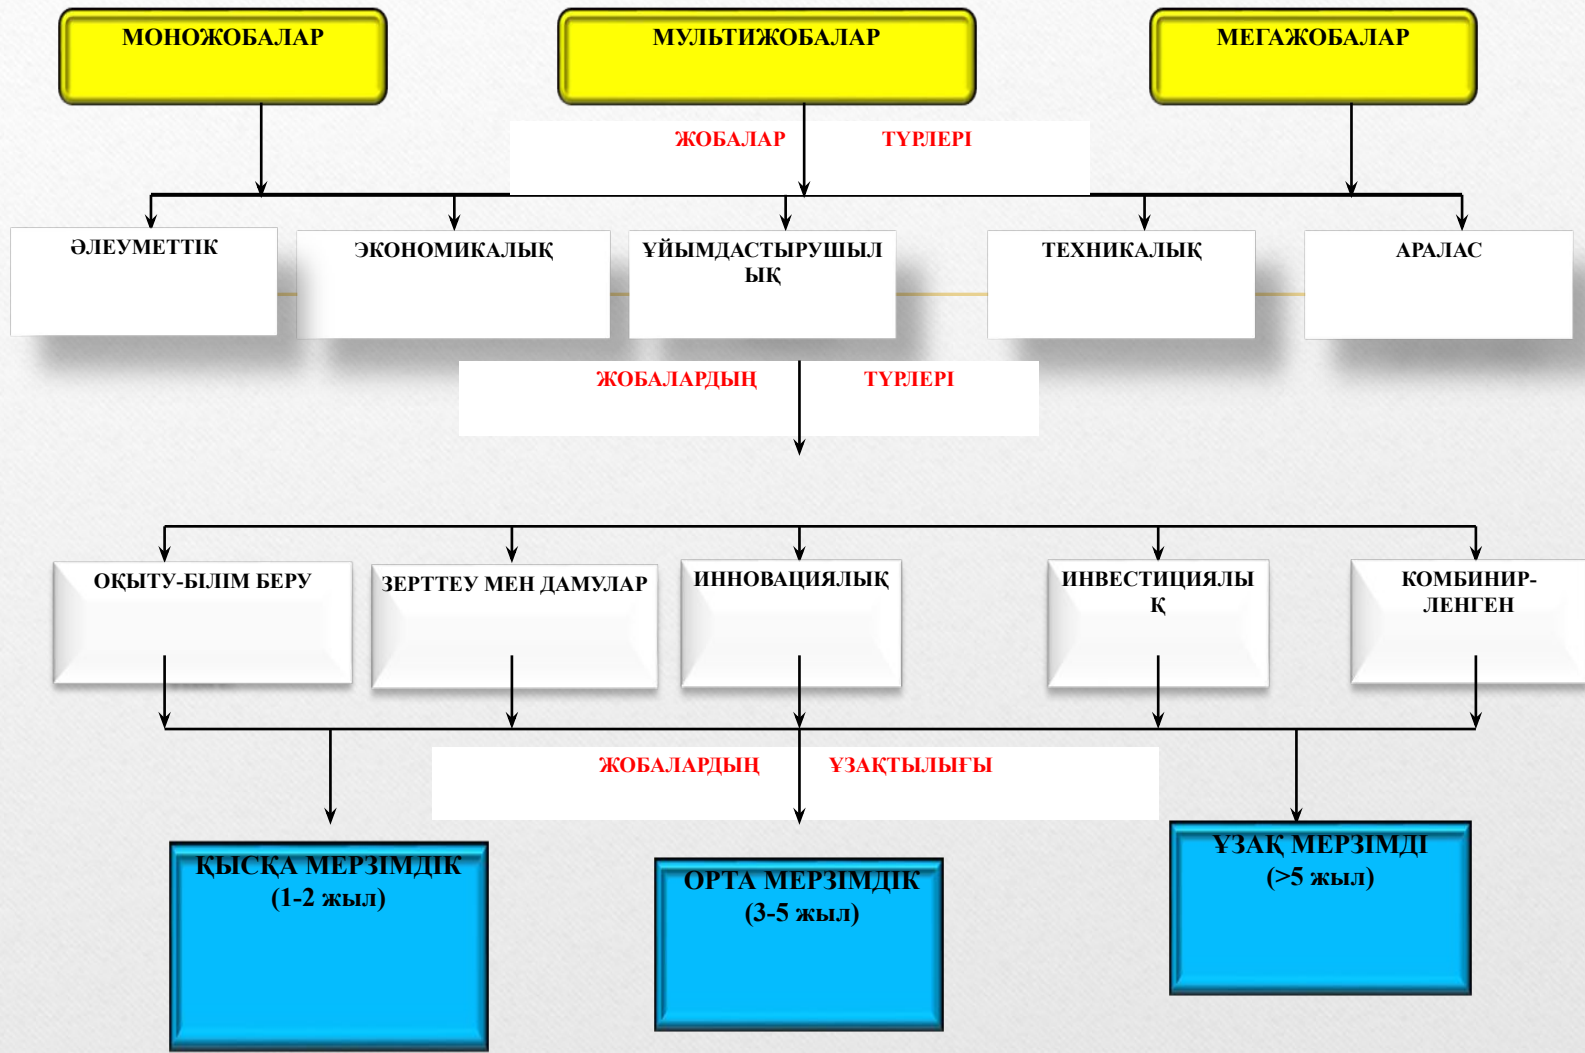 МОНОЖОБАЛАР
МУЛЬТИЖОБАЛАР
МЕГАЖОБАЛАР
ЖОБАЛАР ТҮРЛЕРІ
ӘЛЕУМЕТТІК
ЭКОНОМИКАЛЫҚ
ҰЙЫМДАСТЫРУШЫЛ
ЫҚ
ТЕХНИКАЛЫҚ
АРАЛАС
ЖОБАЛАРДЫҢ ТҮРЛЕРІ
ОҚЫТУ-БІЛІМ БЕРУ
ЗЕРТТЕУ МЕН ДАМУЛАР
ИННОВАЦИЯЛЫҚ
ИНВЕСТИЦИЯЛЫ
Қ
КОМБИНИР-
ЛЕНГЕН
ЖОБАЛАРДЫҢ ҰЗАҚТЫЛЫҒЫ
ҚЫСҚА МЕРЗІМДІК
(1-2 жыл)
ОРТА МЕРЗІМДІК
(3-5 жыл)
ҰЗАҚ МЕРЗІМДІ
(>5 жыл)